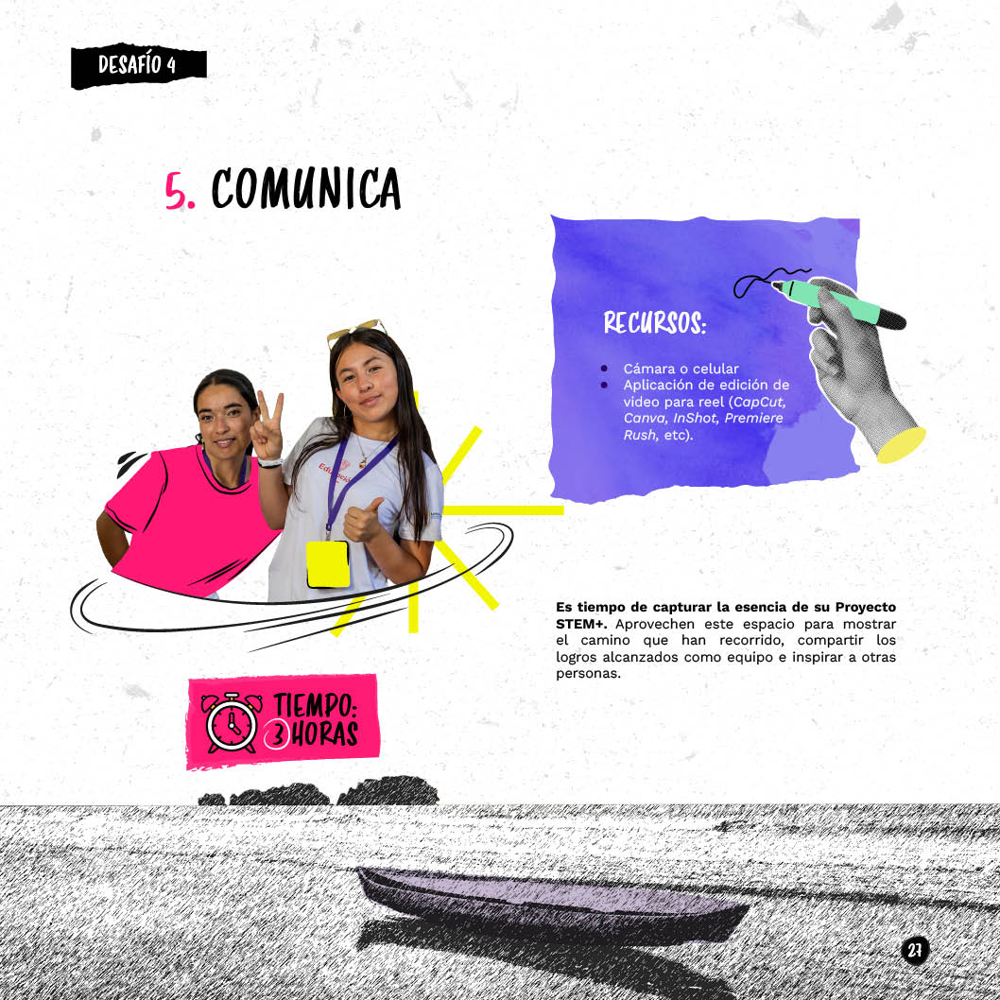 DESAFÍO 4
5. COMUNICA
RECURSOS:
● Cámara o celular
● Aplicación de edición de
video para reel (CapCut,
Canva, InShot, Premiere
Rush, etc).
Es tiempo de capturar la esencia de su Proyecto
STEM+. Aprovechen este espacio para mostrar
el camino que han recorrido, compartir los
logros alcanzados como equipo e inspirar a otras
personas.
TIEMPO:
3 HORAS
27